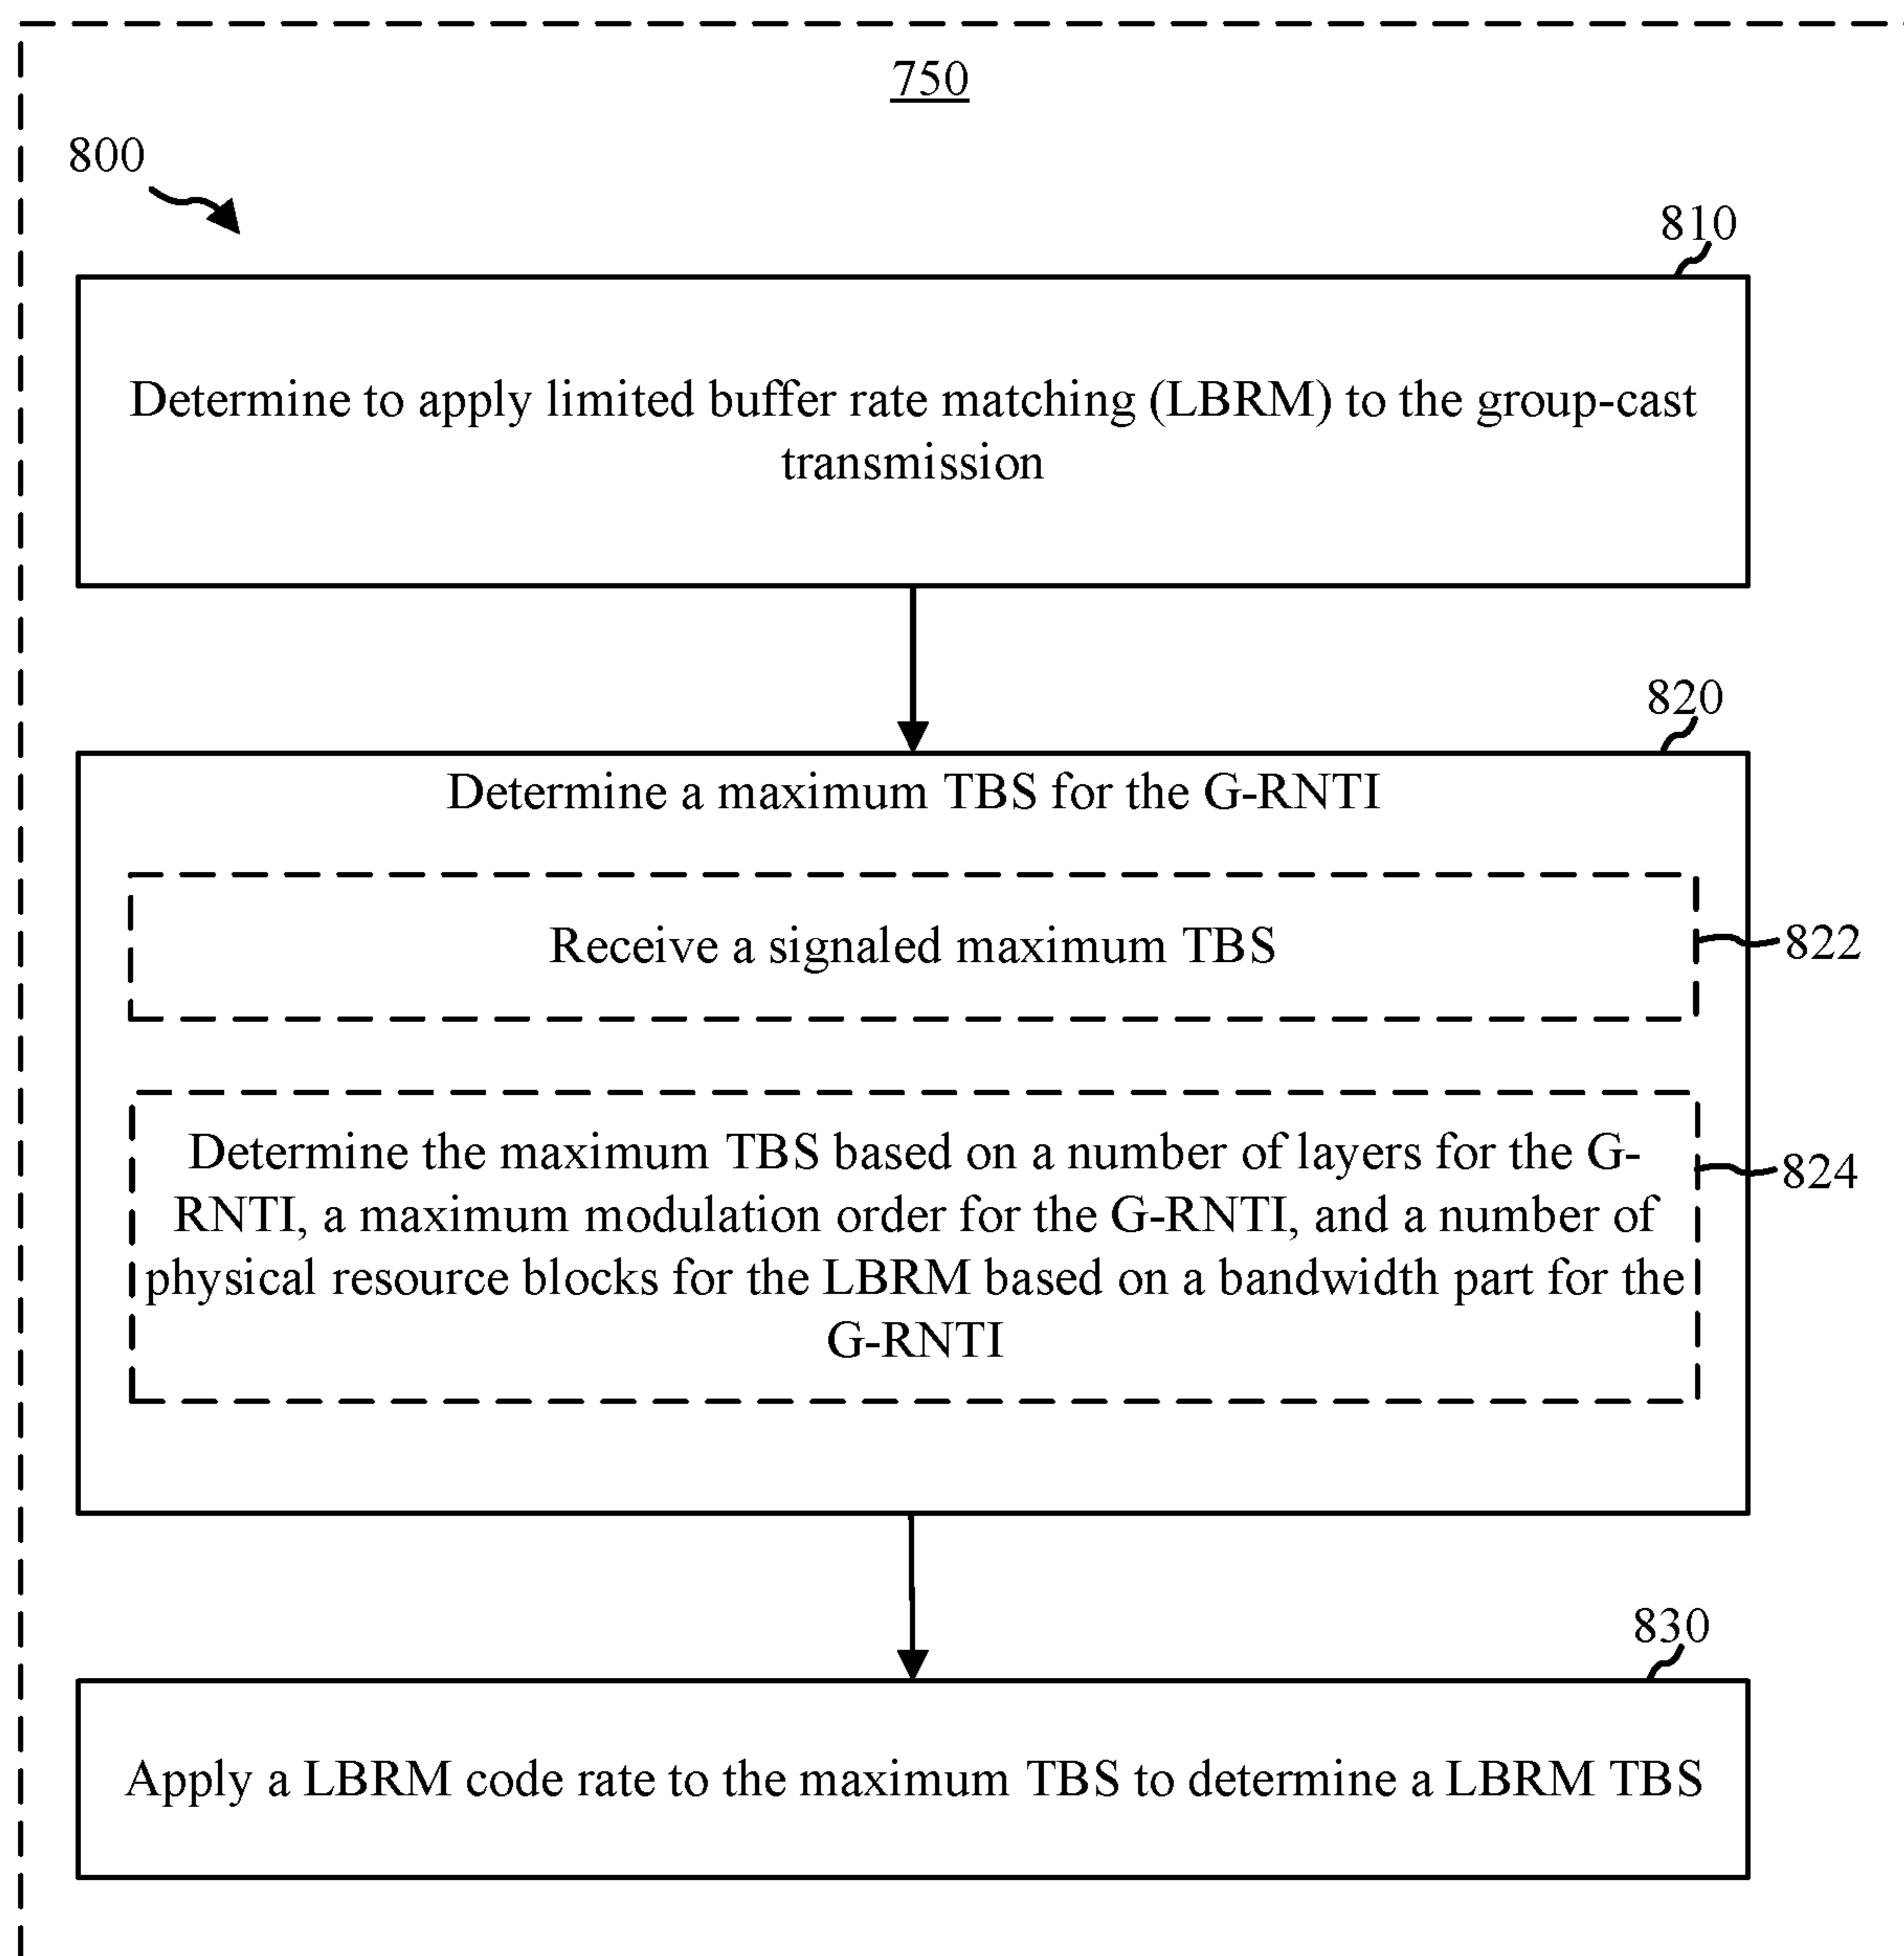 750
800
810
Determine to apply limited buffer rate matching (LBRM) to the group-cast
transmission
820
Determine a maximum TBS for the G-RNTI
Receive a signaled maximum TBS
822
Determine the maximum TBS based on a number of layers for the G-
RNTI, a maximum modulation order for the G-RNTI, and a number of
physical resource blocks for the LBRM based on a bandwidth part for the
G-RNTI
824
830
Apply a LBRM code rate to the maximum TBS to determine a LBRM TBS